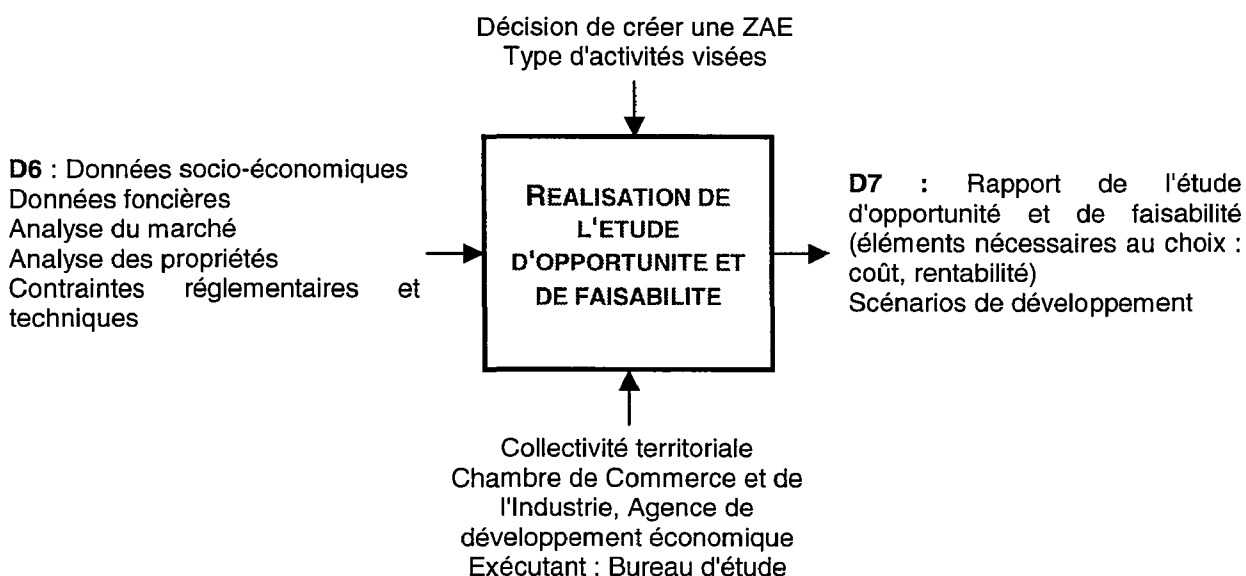 Décision de créer une ZAE
Type d'activités visées
D6 : Données socio-économiques
Données foncières
Analyse du marché
Analyse des propriétés
Contraintes réglementaires et
techniques
REALISATION DE
L'ETUDE
D'OPPORTUNITE ET
DE FAISABILITE
D7 : Rapport de l'étude
d'opportunité et de faisabilité
(éléments nécessaires au choix :
coût, rentabilité)
Scénarios de développement
Collectivité territoriale
Chambre de Commerce et de
l'Industrie, Agence de
développement économique
Exécutant : Bureau d'étude